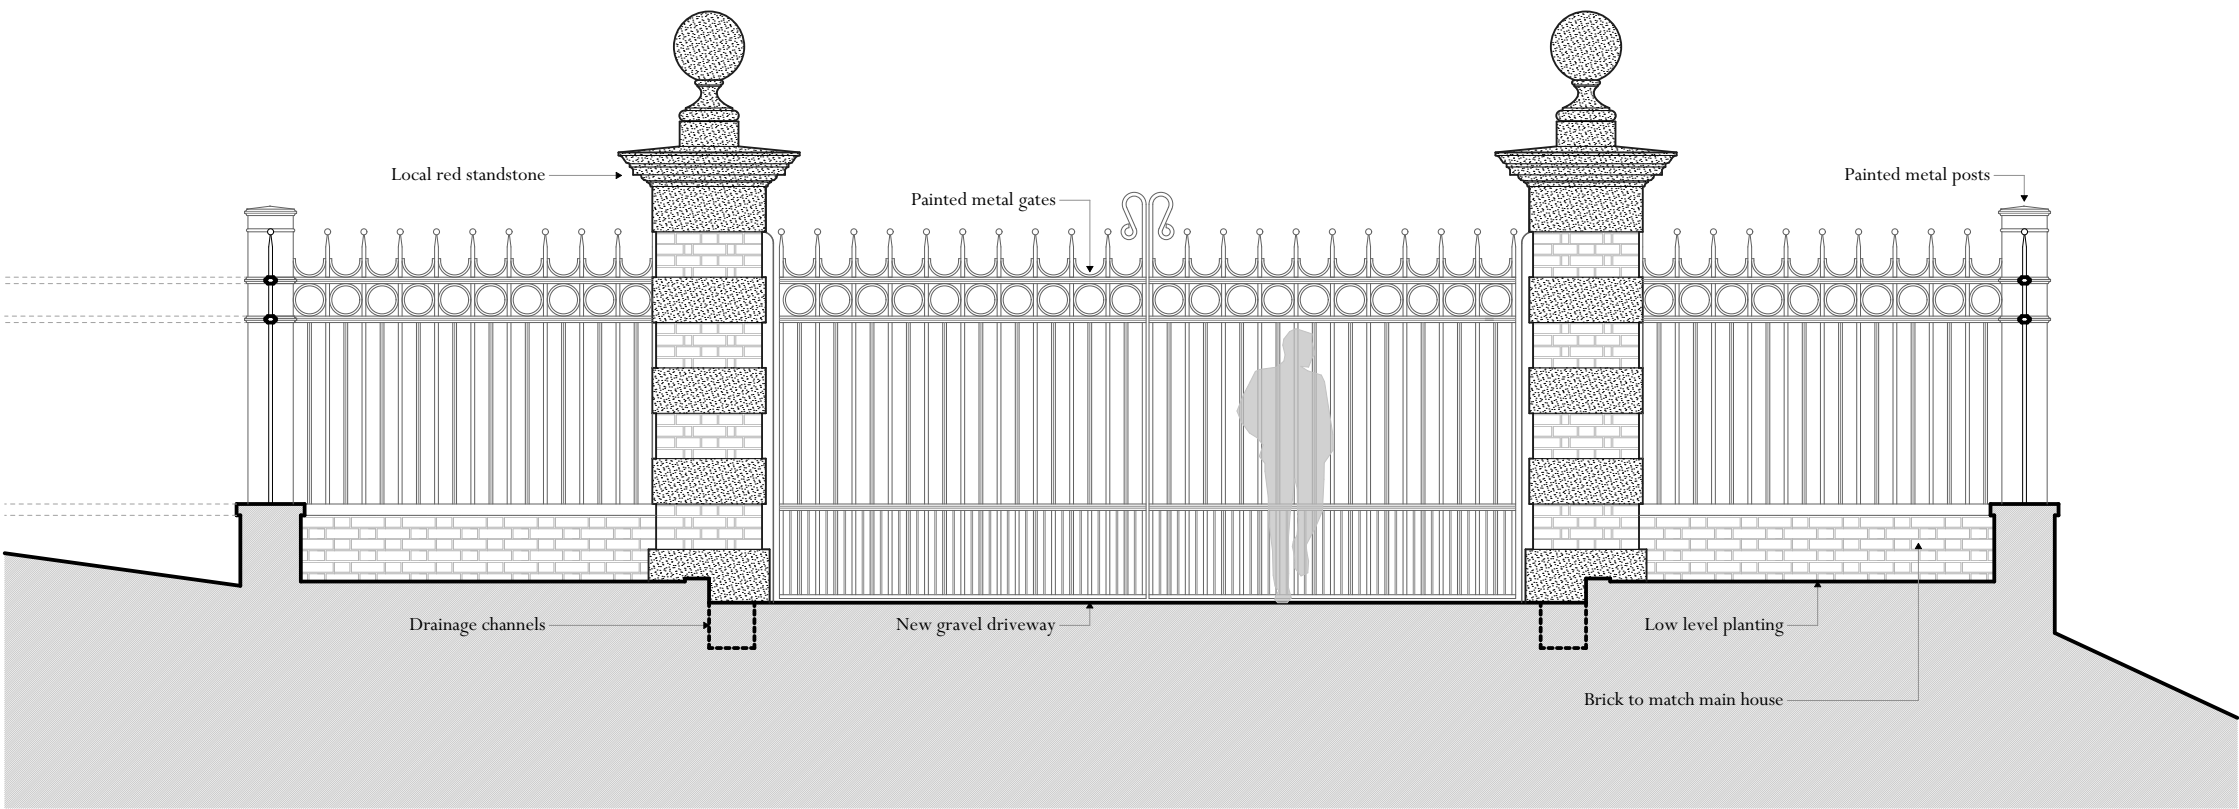 Local red standstone
Painted metal posts
Painted metal gates
Drainage channels
New gravel driveway
Low level planting
Brick to match main house